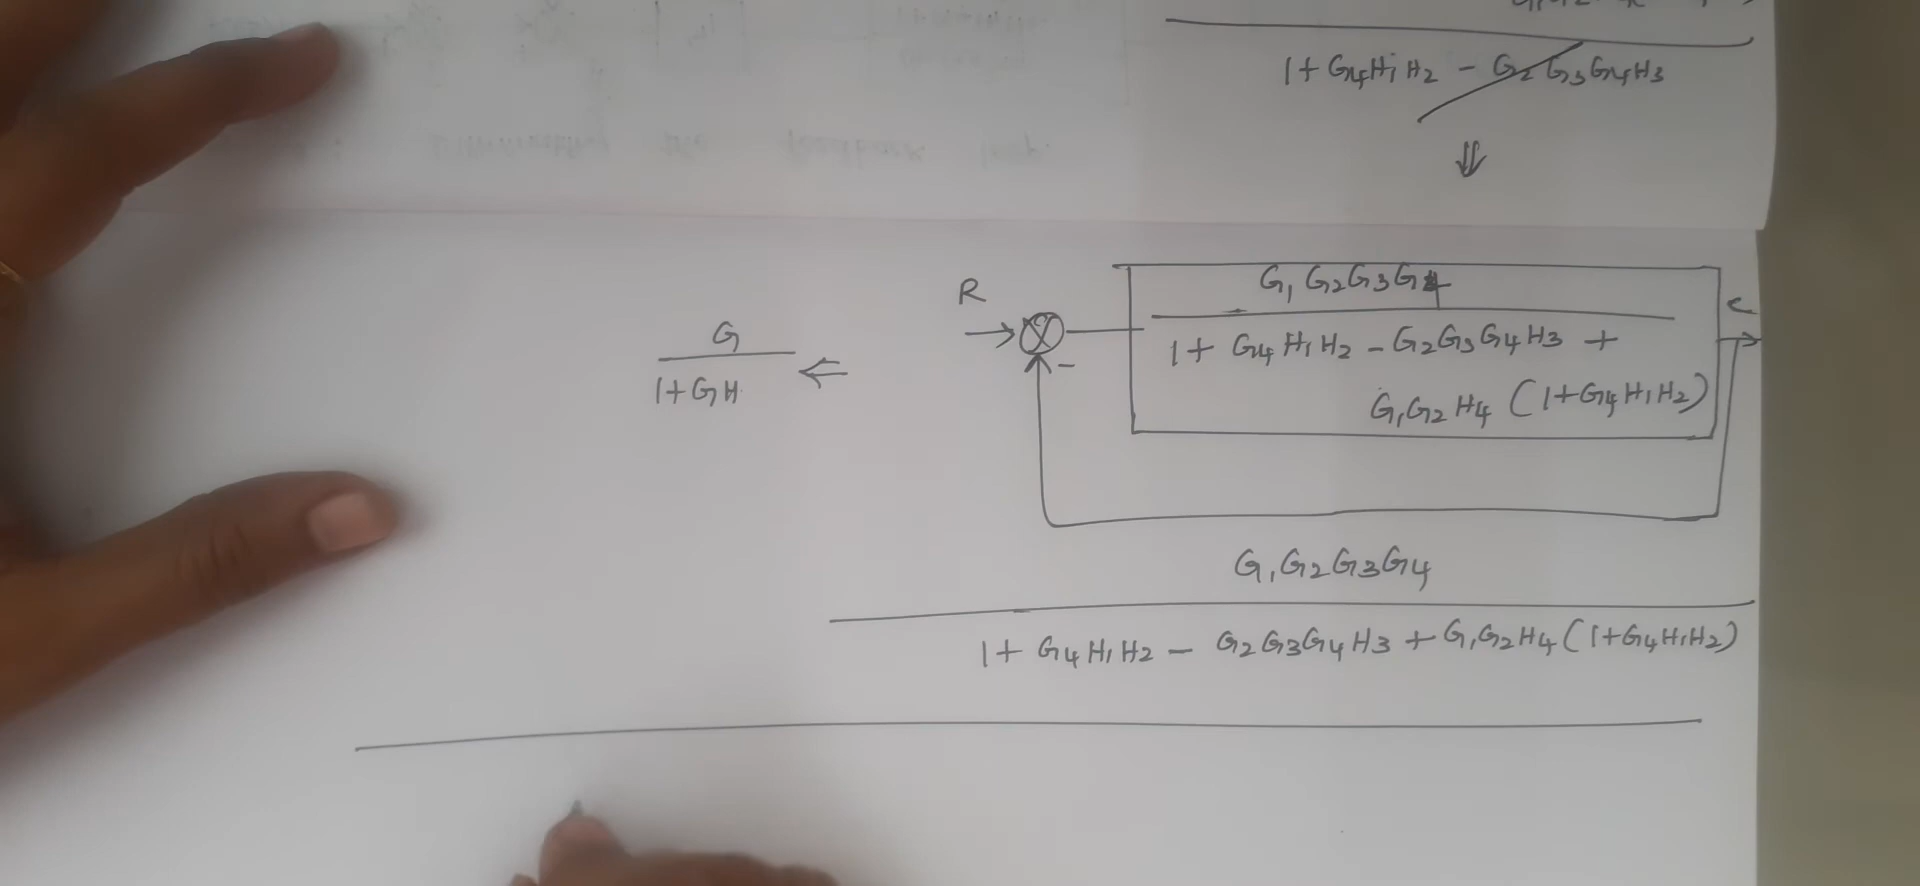 1 + G4H1H2 - G2G3G4H3
⇓
R
G1G2G3G4
C
1 + G4H1H2 - G2G3G4H3 +
G1G2H4 (1+G4H1H2)
-
G
1+GH
⇐
G1G2G3G4
1 + G4H1H2 - G2G3G4H3 + G1G2H4 (1+G4H1H2)